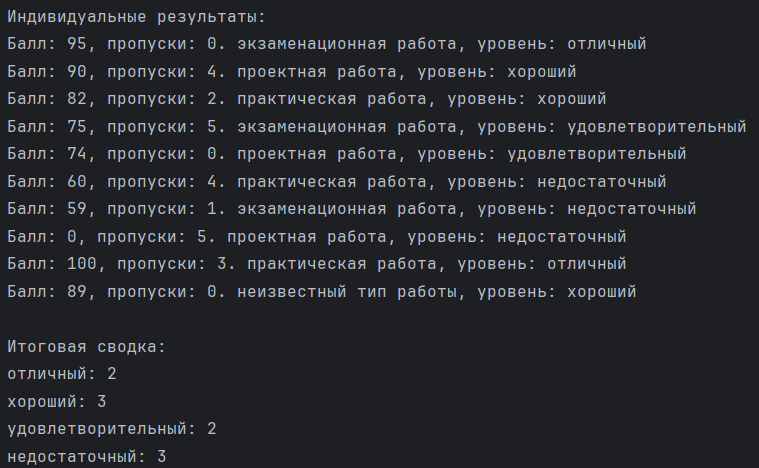 Индивидуальные результаты:
Балл: 95, пропуски: 0. экзаменационная работа, уровень: отличный
Балл: 90, пропуски: 4. проектная работа, уровень: хороший
Балл: 82, пропуски: 2. практическая работа, уровень: хороший
Балл: 75, пропуски: 5. экзаменационная работа, уровень: удовлетворительный
Балл: 74, пропуски: 0. проектная работа, уровень: удовлетворительный
Балл: 60, пропуски: 4. практическая работа, уровень: недостаточный
Балл: 59, пропуски: 1. экзаменационная работа, уровень: недостаточный
Балл: 0, пропуски: 5. проектная работа, уровень: недостаточный
Балл: 100, пропуски: 3. практическая работа, уровень: отличный
Балл: 89, пропуски: 0. неизвестный тип работы, уровень: хороший
Итоговая сводка:
отличный: 2
хороший: 3
удовлетворительный: 2
недостаточный: 3